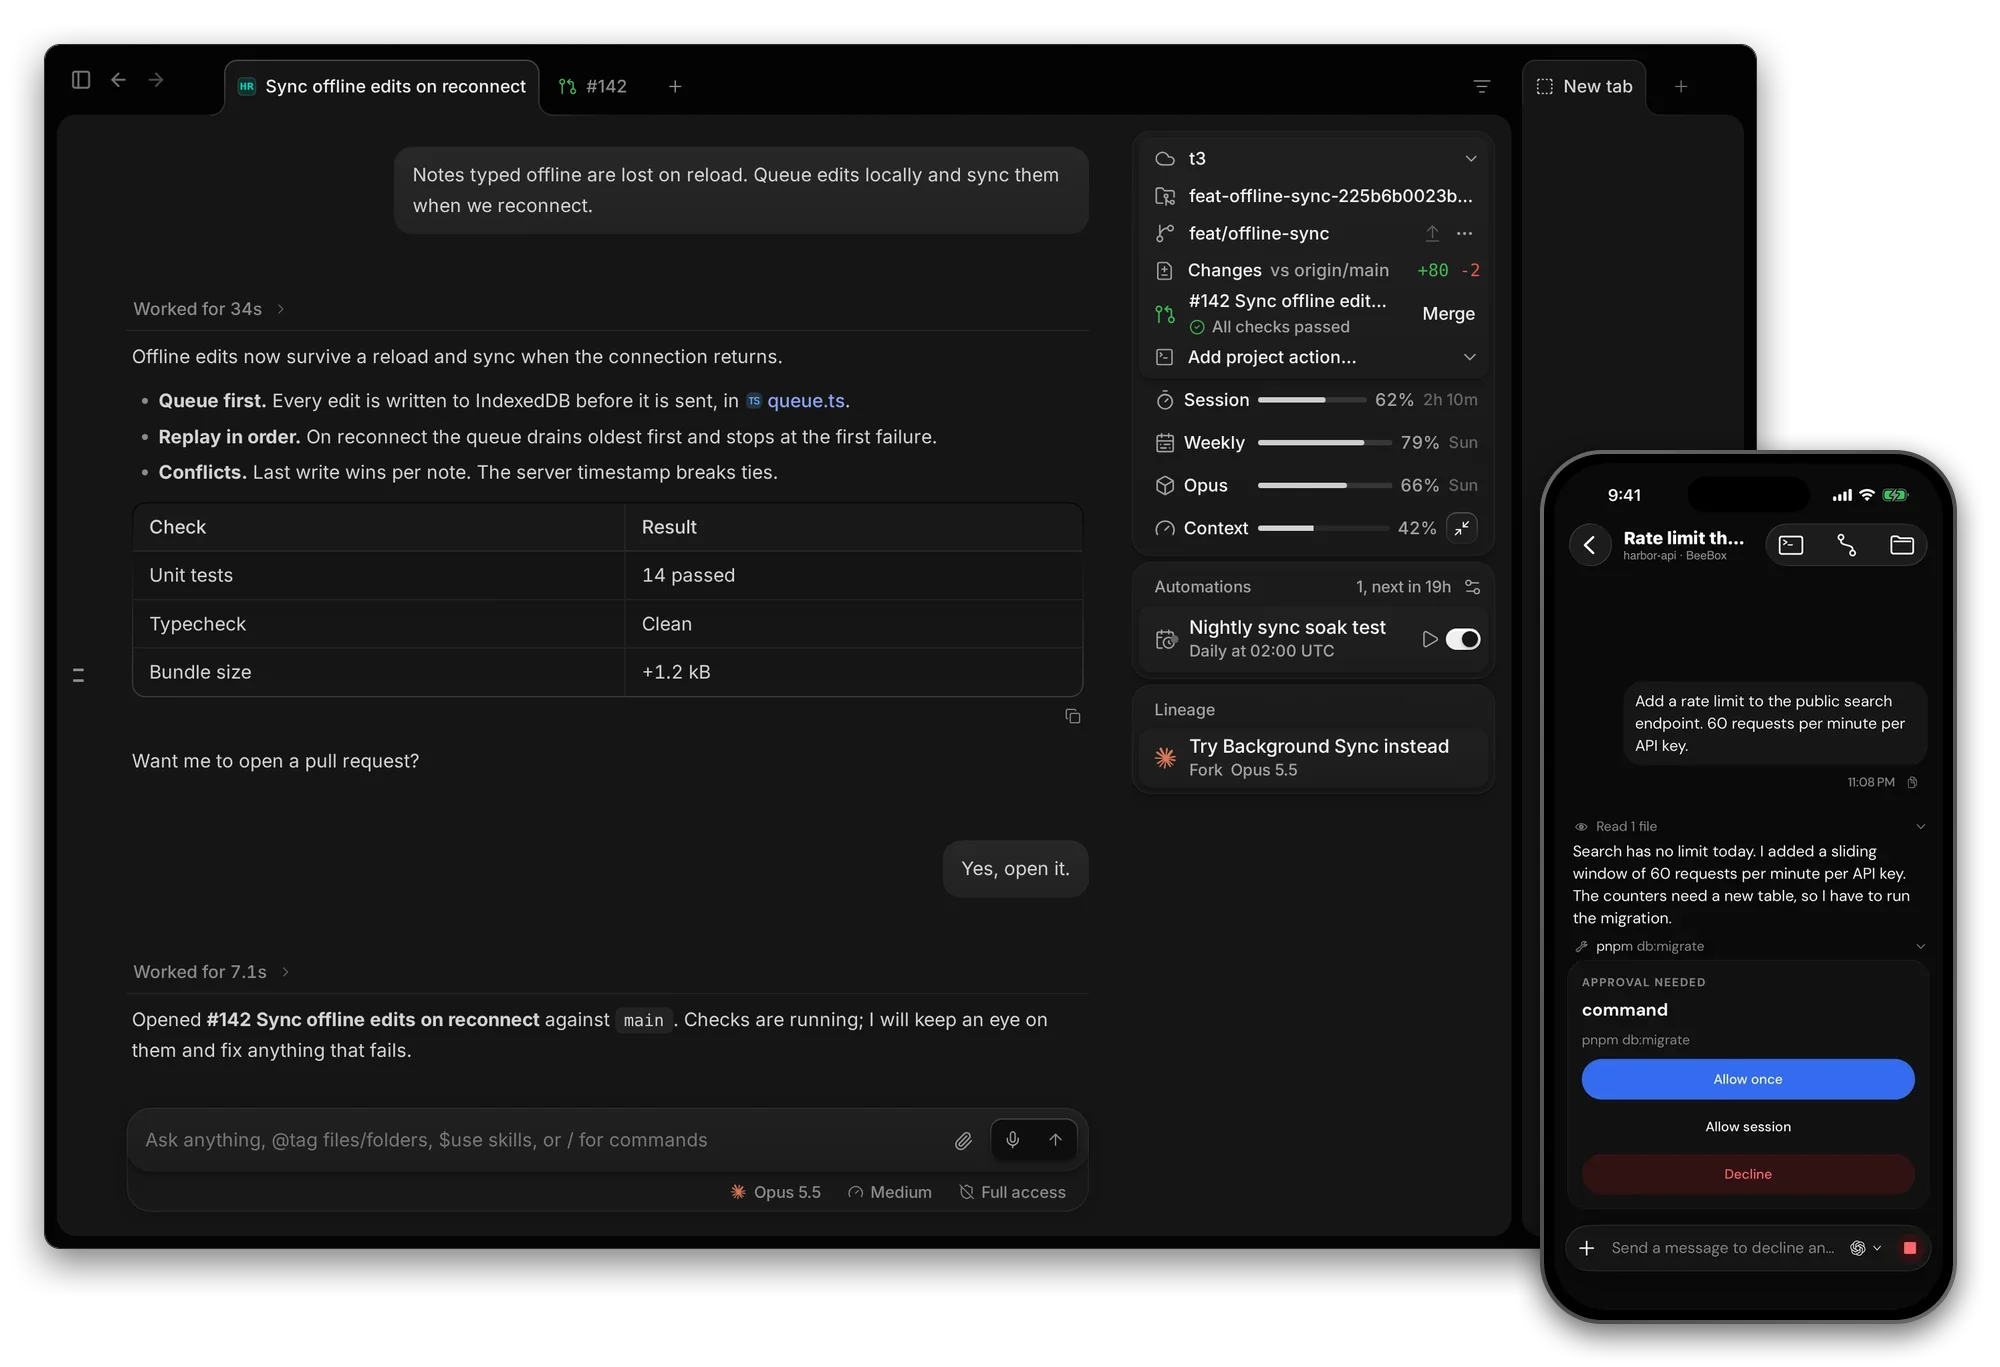 HR Sync offline edits on reconnect
#142
New tab
Notes typed offline are lost on reload. Queue edits locally and sync them
when we reconnect.
Worked for 34s
Offline edits now survive a reload and sync when the connection returns.
• Queue first. Every edit is written to IndexedDB before it is sent, in TS queue.ts.
• Replay in order. On reconnect the queue drains oldest first and stops at the first failure.
• Conflicts. Last write wins per note. The server timestamp breaks ties.
Check Result
Unit tests 14 passed
Typecheck Clean
Bundle size +1.2 kB
Want me to open a pull request?
Yes, open it.
Worked for 7.1s
Opened #142 Sync offline edits on reconnect against main. Checks are running; I will keep an eye on
them and fix anything that fails.
Ask anything, @tag files/folders, $use skills, or / for commands
Opus 5.5 Medium Full access
t3
feat-offline-sync-225b6b0023b...
feat/offline-sync
Changes vs origin/main +80 -2
#142 Sync offline edit...
All checks passed
Merge
Add project action...
Session 62% 2h 10m
Weekly 79% Sun
Opus 66% Sun
Context 42%
Automations 1, next in 19h
Nightly sync soak test
Daily at 02:00 UTC
Lineage
Try Background Sync instead
Fork Opus 5.5
9:41
Rate limit th...
harbor-api · BeeBox
Add a rate limit to the public search
endpoint. 60 requests per minute per
API key.
11:08 PM
Read 1 file
Search has no limit today. I added a sliding
window of 60 requests per minute per API key.
The counters need a new table, so I have to run
the migration.
pnpm db:migrate
APPROVAL NEEDED
command
pnpm db:migrate
Allow once
Allow session
Decline
Send a message to decline an...